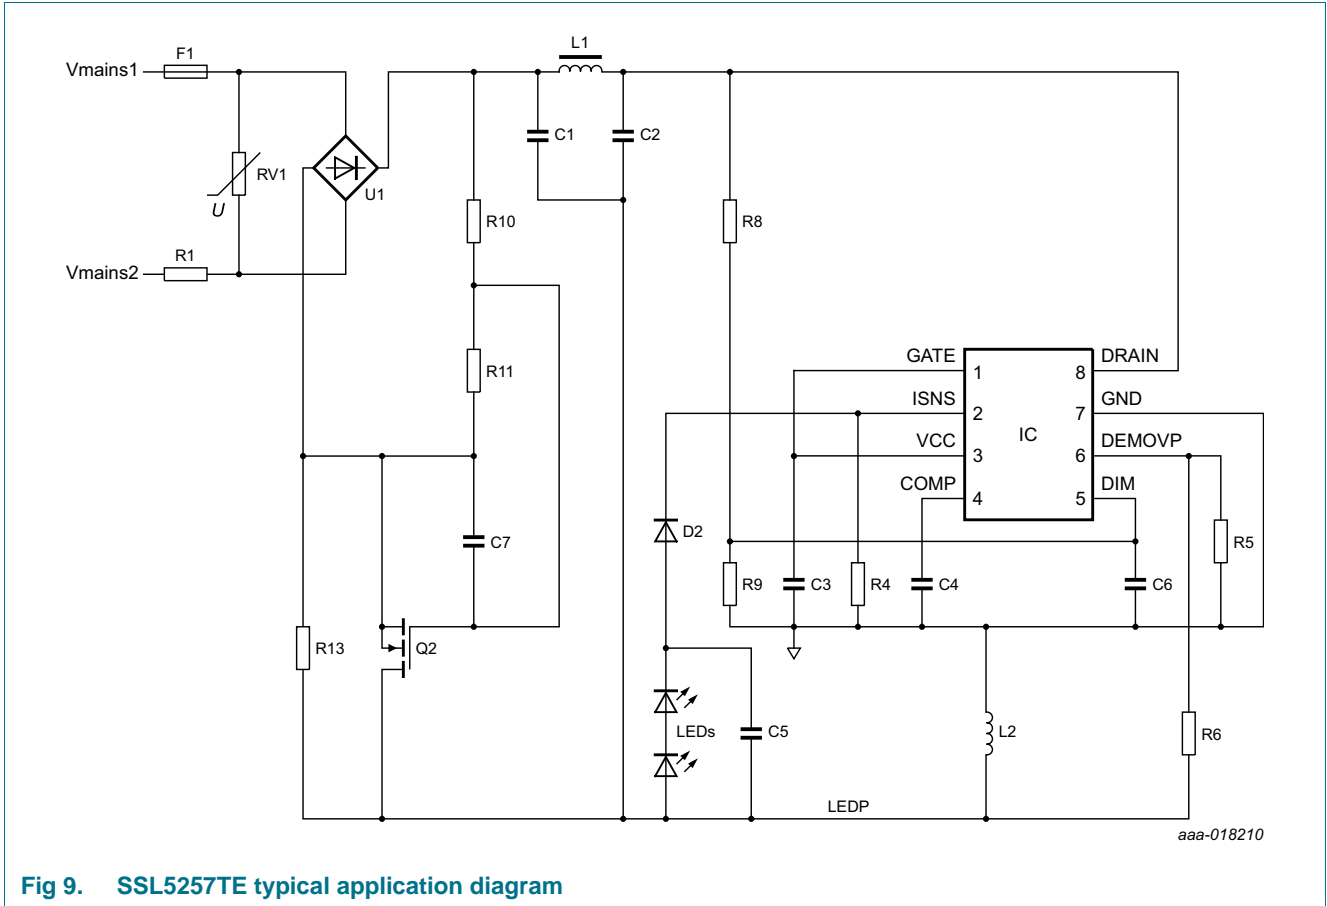 L1
F1
Vmains1
C1
C2
RV1
U
U1
R10
R8
R1
Vmains2
GATE
DRAIN
R11
1
8
ISNS
GND
2
7
IC
VCC
DEMOVP
3
6
COMP
DIM
4
5
D2
C7
R5
R9
C3
R4
C4
C6
R13
Q2
LEDs
C5
L2
R6
LEDP
aaa-018210
Fig 9. SSL5257TE typical application diagram